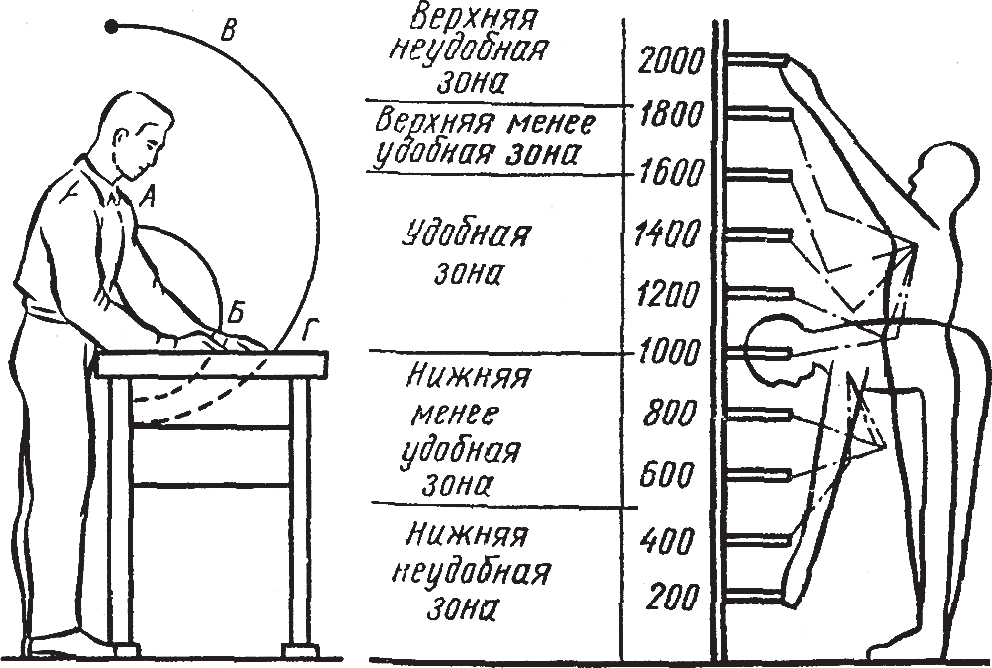 В
А
Б
Г
Верхняя
неудобная
зона
Верхняя менее
удобная зона
Удобная
зона
Нижняя
менее
удобная
зона
Нижняя
неудобная
зона
2000
1800
1600
1400
1200
1000
800
600
400
200